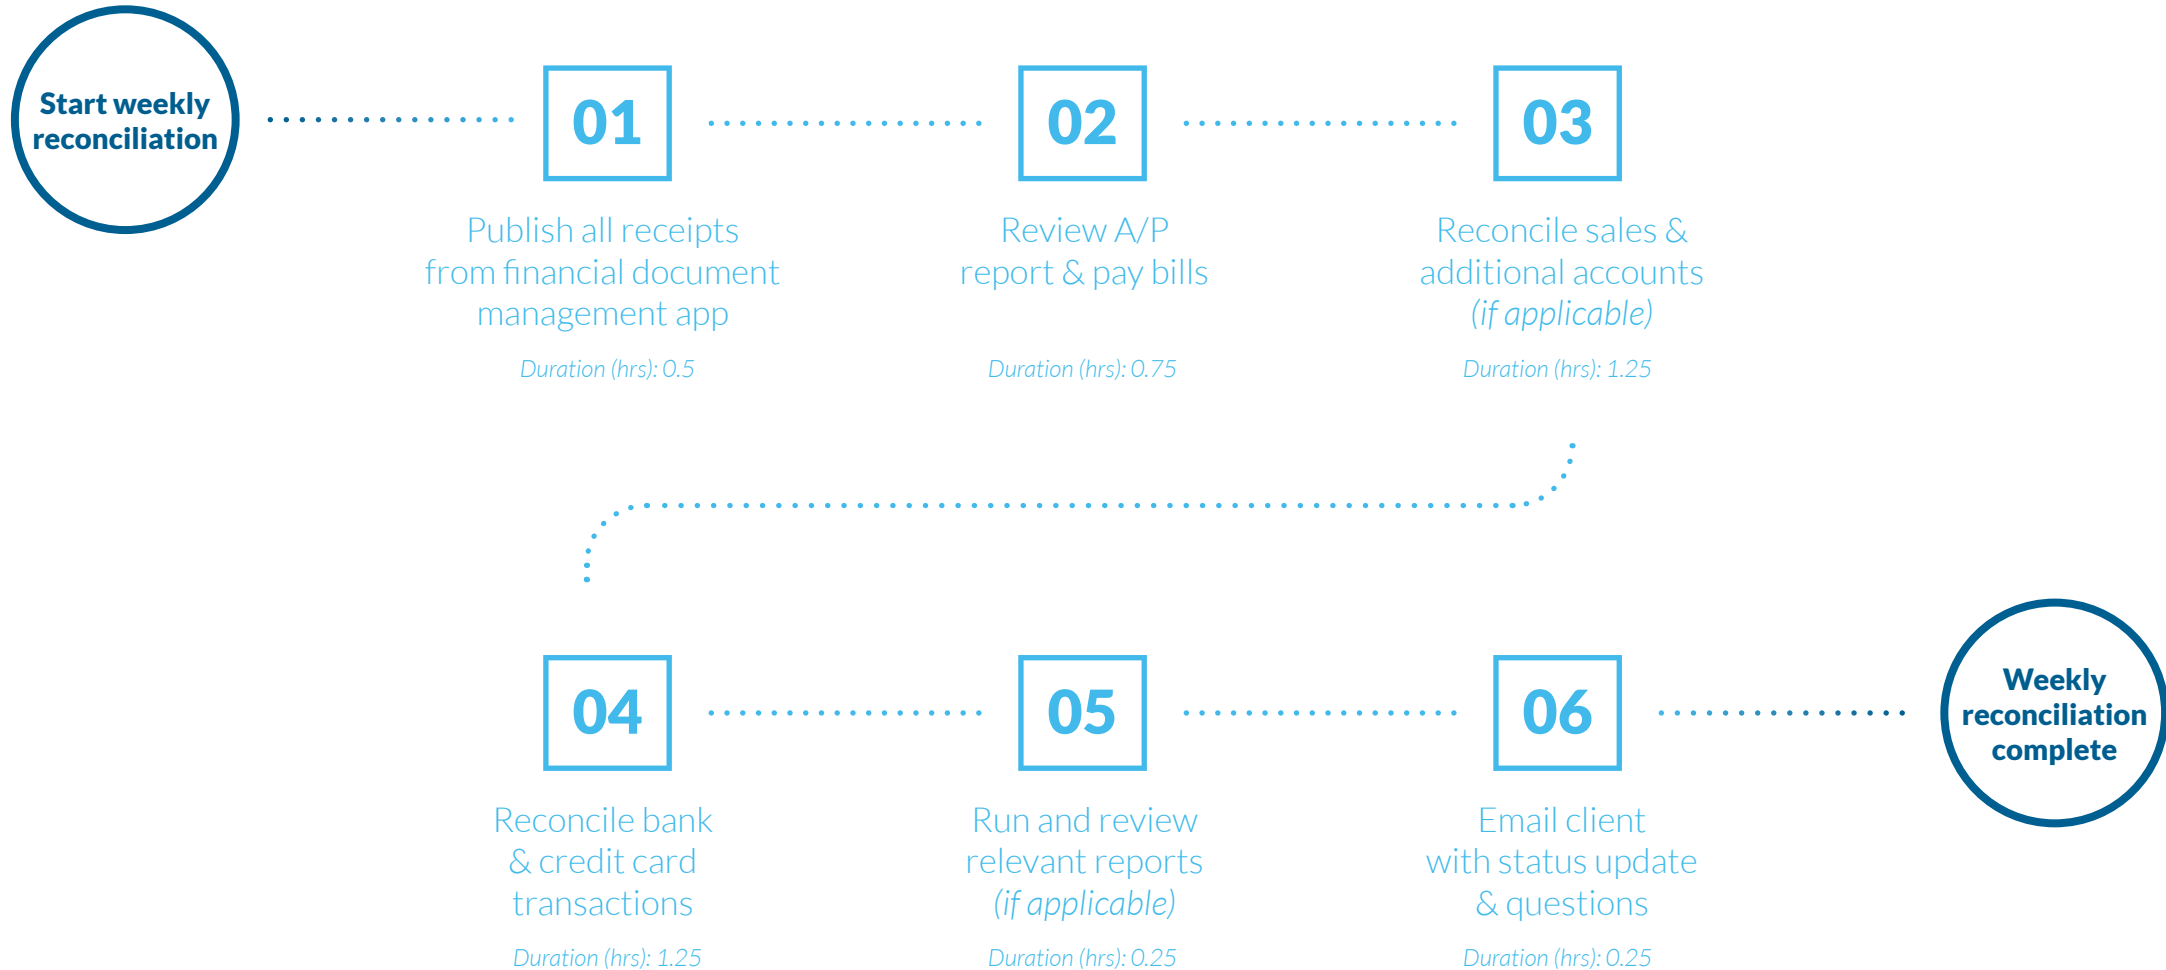 Start weekly
reconciliation
01
Publish all receipts
from financial document
management app
Duration (hrs): 0.5
02
Review A/P
report & pay bills
Duration (hrs): 0.75
03
Reconcile sales &
additional accounts
(if applicable)
Duration (hrs): 1.25
04
Reconcile bank
& credit card
transactions
Duration (hrs): 1.25
05
Run and review
relevant reports
(if applicable)
Duration (hrs): 0.25
06
Email client
with status update
& questions
Duration (hrs): 0.25
Weekly
reconciliation
complete